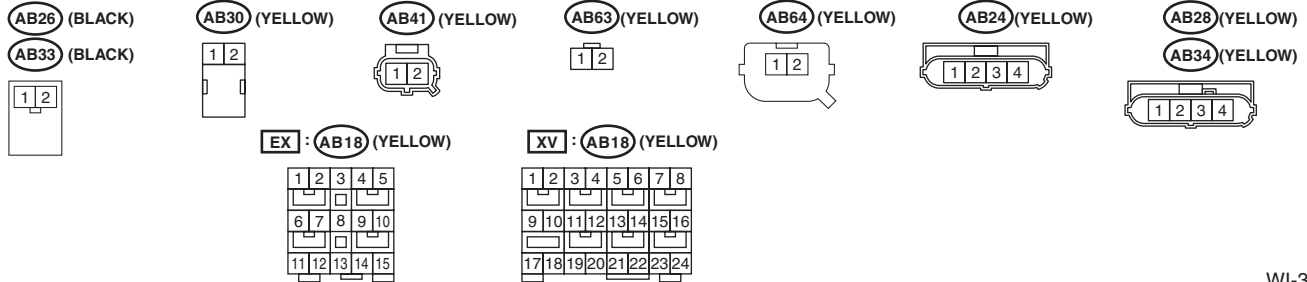 AB26 (BLACK) AB30 (YELLOW) AB41 (YELLOW) AB63 (YELLOW) AB64 (YELLOW) AB24 (YELLOW) AB28 (YELLOW)
AB33 (BLACK) AB34 (YELLOW)
1 2
1 2
1 2
1 2
1 2
1 2 3 4
1 2 3 4
EX : AB18 (YELLOW) XV : AB18 (YELLOW)
1 2 3 4 5
6 7 8 9 10
11 12 13 14 15
1 2 3 4 5 6 7 8
9 10 11 12 13 14 15 16
17 18 19 20 21 22 23 24
WI-3